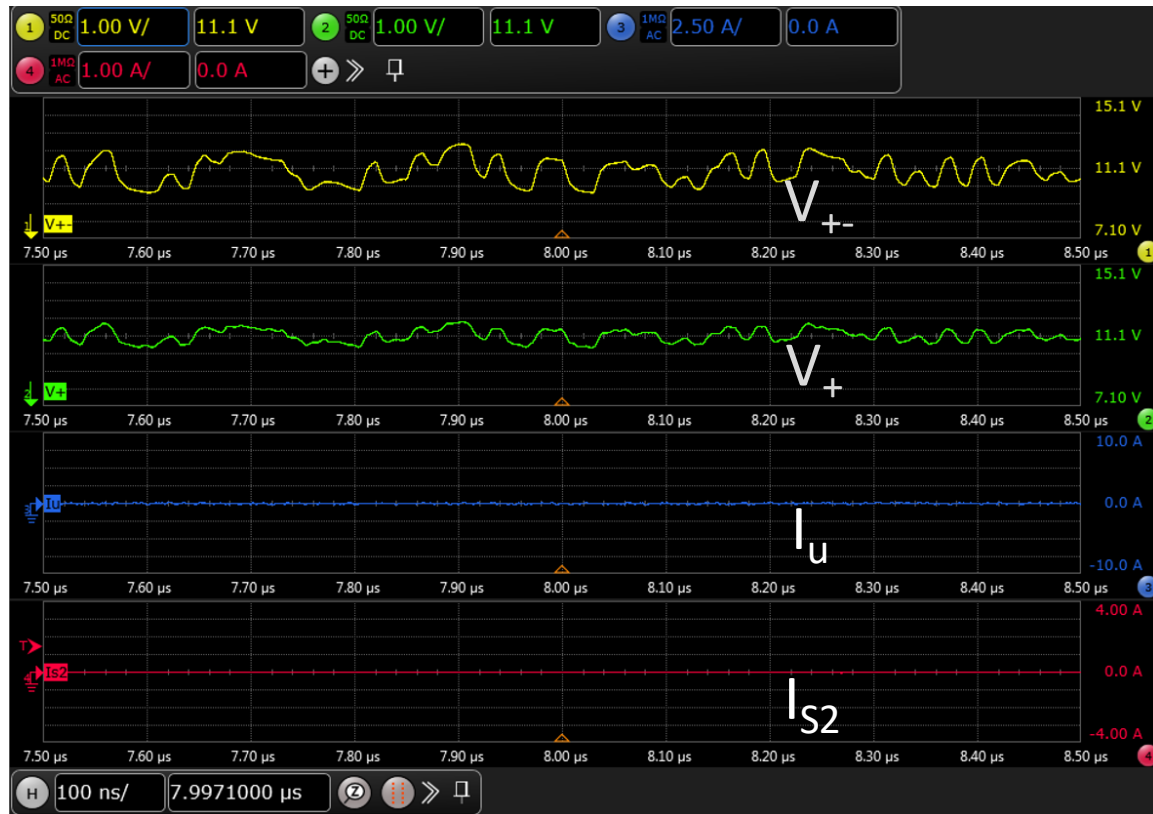 1 50Ω DC 1.00 V/ 11.1 V 2 50Ω DC 1.00 V/ 11.1 V 3 1MΩ AC 2.50 A/ 0.0 A
4 1MΩ AC 1.00 A/ 0.0 A
15.1 V
11.1 V
V+-
V+-
7.10 V
7.50 µs 7.60 µs 7.70 µs 7.80 µs 7.90 µs 8.00 µs 8.10 µs 8.20 µs 8.30 µs 8.40 µs 8.50 µs 1
15.1 V
11.1 V
V+
V+
7.10 V
7.50 µs 7.60 µs 7.70 µs 7.80 µs 7.90 µs 8.00 µs 8.10 µs 8.20 µs 8.30 µs 8.40 µs 8.50 µs 2
10.0 A
Iu 0.0 A
Iu
-10.0 A
7.50 µs 7.60 µs 7.70 µs 7.80 µs 7.90 µs 8.00 µs 8.10 µs 8.20 µs 8.30 µs 8.40 µs 8.50 µs 3
4.00 A
T
Is2 0.0 A
IS2
-4.00 A
7.50 µs 7.60 µs 7.70 µs 7.80 µs 7.90 µs 8.00 µs 8.10 µs 8.20 µs 8.30 µs 8.40 µs 8.50 µs 4
H 100 ns/ 7.9971000 µs Z